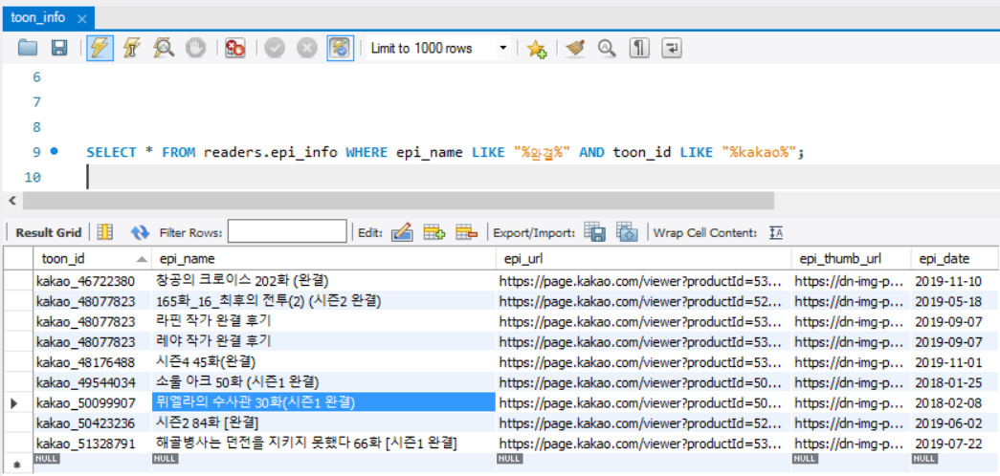 toon_info
Limit to 1000 rows
6
7
8
9 SELECT * FROM readers.epi_info WHERE epi_name LIKE "%완결%" AND toon_id LIKE "%kakao%";
10
Result Grid Filter Rows: Edit: Export/Import: Wrap Cell Content:
toon_id epi_name epi_url epi_thumb_url epi_date
kakao_46722380 창공의 크로이스 202화 (완결) https://page.kakao.com/viewer?productId=53... https://dn-img-p... 2019-11-10
kakao_48077823 165화_16_최후의 전투(2) (시즌2 완결) https://page.kakao.com/viewer?productId=52... https://dn-img-p... 2019-05-18
kakao_48077823 라핀 작가 완결 후기 https://page.kakao.com/viewer?productId=53... https://dn-img-p... 2019-09-07
kakao_48077823 레야 작가 완결 후기 https://page.kakao.com/viewer?productId=53... https://dn-img-p... 2019-09-07
kakao_48176488 시즌4 45화(완결) https://page.kakao.com/viewer?productId=53... https://dn-img-p... 2019-11-01
kakao_49544034 소울 아크 50화 (시즌1 완결) https://page.kakao.com/viewer?productId=50... https://dn-img-p... 2018-01-25
kakao_50099907 뮈엘라의 수사관 30화(시즌1 완결) https://page.kakao.com/viewer?productId=50... https://dn-img-p... 2018-02-08
kakao_50423236 시즌2 84화 [완결] https://page.kakao.com/viewer?productId=52... https://dn-img-p... 2019-06-02
kakao_51328791 해골병사는 던전을 지키지 못했다 66화 [시즌1 완결] https://page.kakao.com/viewer?productId=53... https://dn-img-p... 2019-07-22
NULL NULL NULL NULL NULL